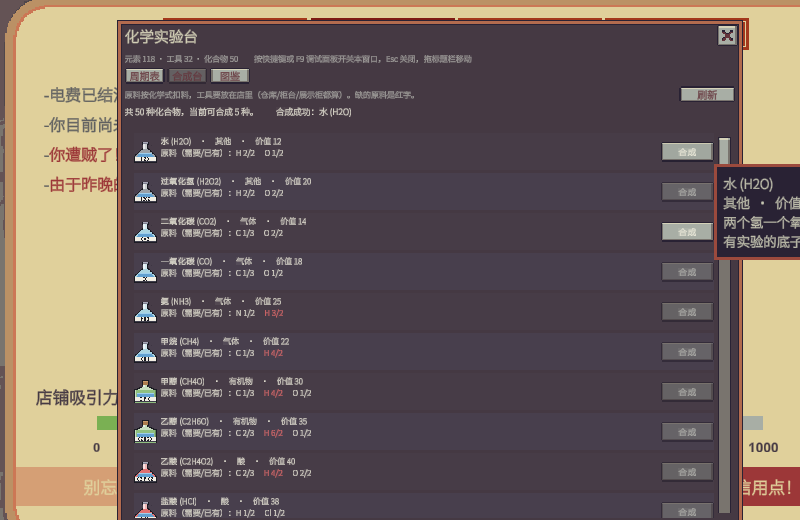 化学实验台
元素 118 · 工具 32 · 化合物 50 按快捷键或 F9 调试面板开关本窗口，Esc 关闭，拖标题栏移动
周期表 合成台 图鉴
原料按化学式扣料，工具要放在店里（仓库/柜台/展示柜都算）。缺的原料是红字。
刷新
共 50 种化合物，当前可合成 5 种。 合成成功：水 (H2O)
水 (H2O) · 其他 · 价值 12
原料（需要/已有）：H 2/2 O 1/2
合成
过氧化氢 (H2O2) · 其他 · 价值 20
原料（需要/已有）：H 2/2 O 2/2
合成
二氧化碳 (CO2) · 气体 · 价值 14
原料（需要/已有）：C 1/3 O 2/2
合成
一氧化碳 (CO) · 气体 · 价值 18
原料（需要/已有）：C 1/3 O 1/2
合成
氨 (NH3) · 气体 · 价值 25
原料（需要/已有）：N 1/2 H 3/2
合成
甲烷 (CH4) · 气体 · 价值 22
原料（需要/已有）：C 1/3 H 4/2
合成
甲醇 (CH4O) · 有机物 · 价值 30
原料（需要/已有）：C 1/3 H 4/2 O 1/2
合成
乙醇 (C2H6O) · 有机物 · 价值 35
原料（需要/已有）：C 2/3 H 6/2 O 1/2
合成
乙酸 (C2H4O2) · 酸 · 价值 40
原料（需要/已有）：C 2/3 H 4/2 O 2/2
合成
盐酸 (HCl) · 酸 · 价值 38
原料（需要/已有）：H 1/2 Cl 1/2
合成
水 (H2O)
其他 · 价值
两个氢一个氧
有实验的底子
-电费已结
-你目前尚
-你遭贼了！
-由于昨晚
店铺吸引力
0
1000
别忘
信用点！